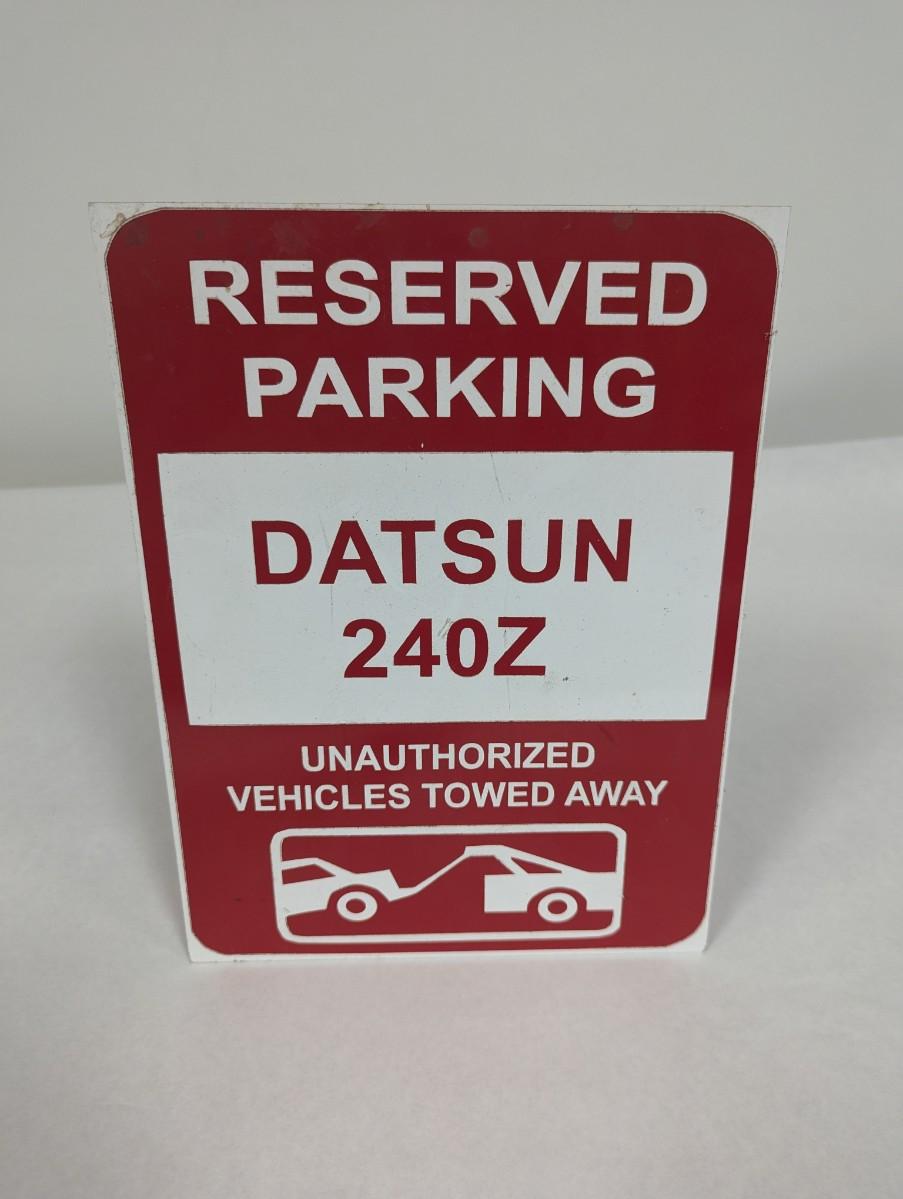 RESERVED
PARKING
DATSUN
240Z
UNAUTHORIZED
VEHICLES TOWED AWAY